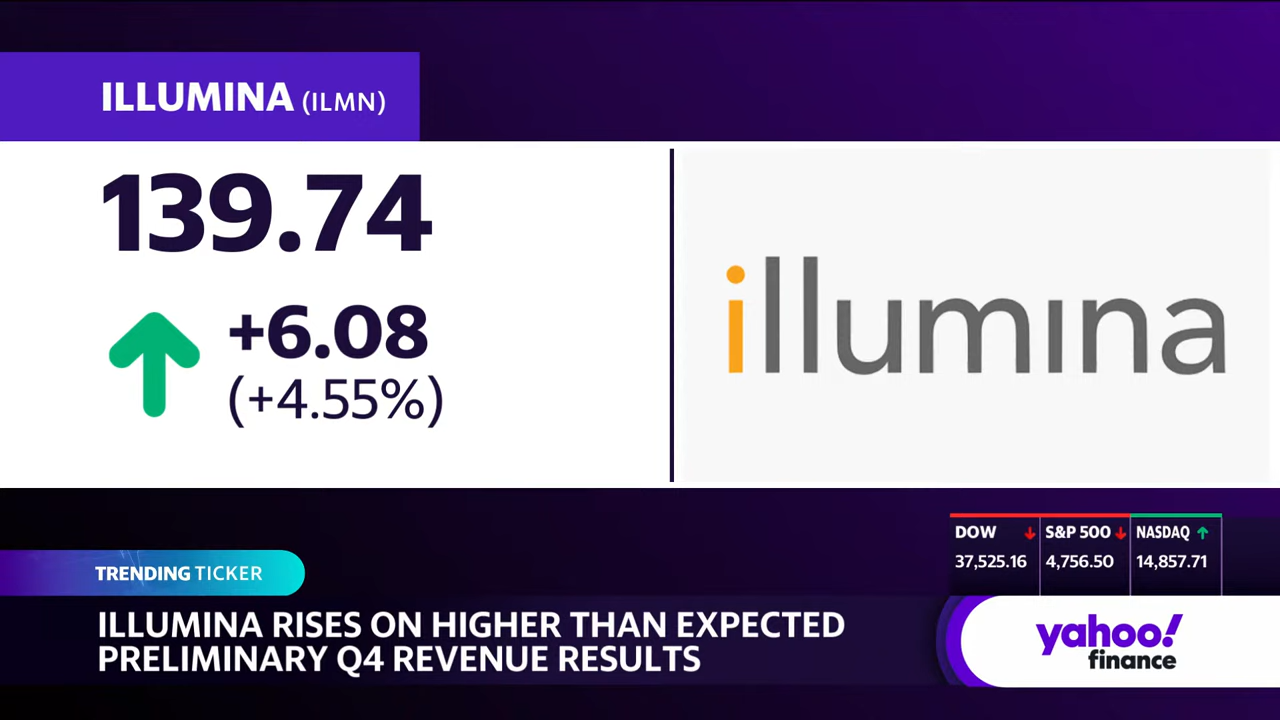 ILLUMINA (ILMN)
139.74
+6.08
(+4.55%)
illumina
DOW
37,525.16
S&P 500
4,756.50
NASDAQ
14,857.71
TRENDING TICKER
ILLUMINA RISES ON HIGHER THAN EXPECTED
PRELIMINARY Q4 REVENUE RESULTS
yahoo!
finance